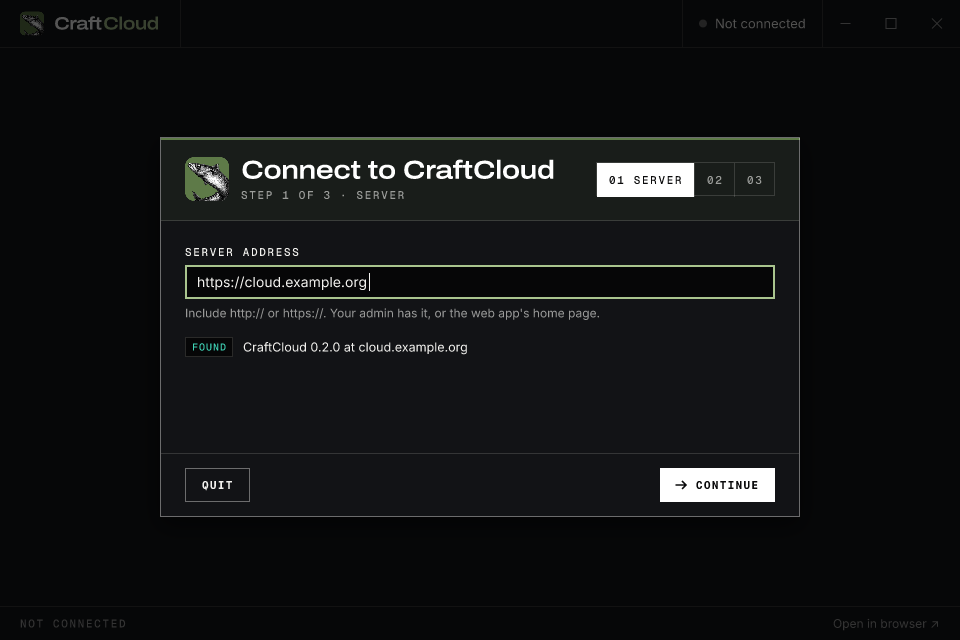 CraftCloud
Not connected
Connect to CraftCloud
STEP 1 OF 3 · SERVER
01 SERVER
02
03
SERVER ADDRESS
https://cloud.example.org
Include http:// or https://. Your admin has it, or the web app's home page.
FOUND
CraftCloud 0.2.0 at cloud.example.org
QUIT
→ CONTINUE
NOT CONNECTED
Open in browser ↗